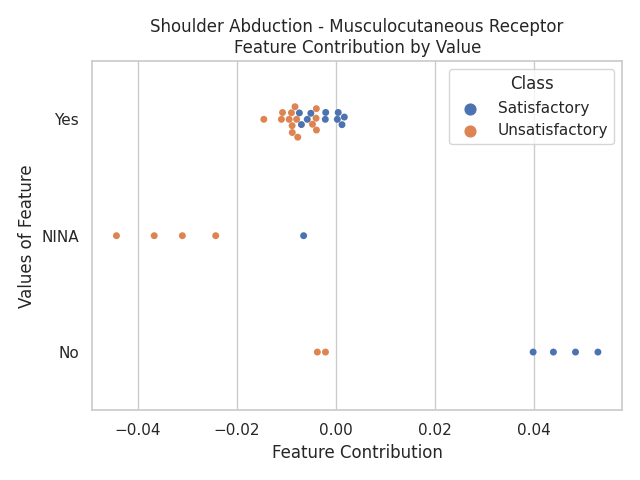 Shoulder Abduction - Musculocutaneous Receptor
Feature Contribution by Value
Class
Satisfactory
Unsatisfactory
Values of Feature
Yes
NINA
No
−0.04
−0.02
0.00
0.02
0.04
Feature Contribution